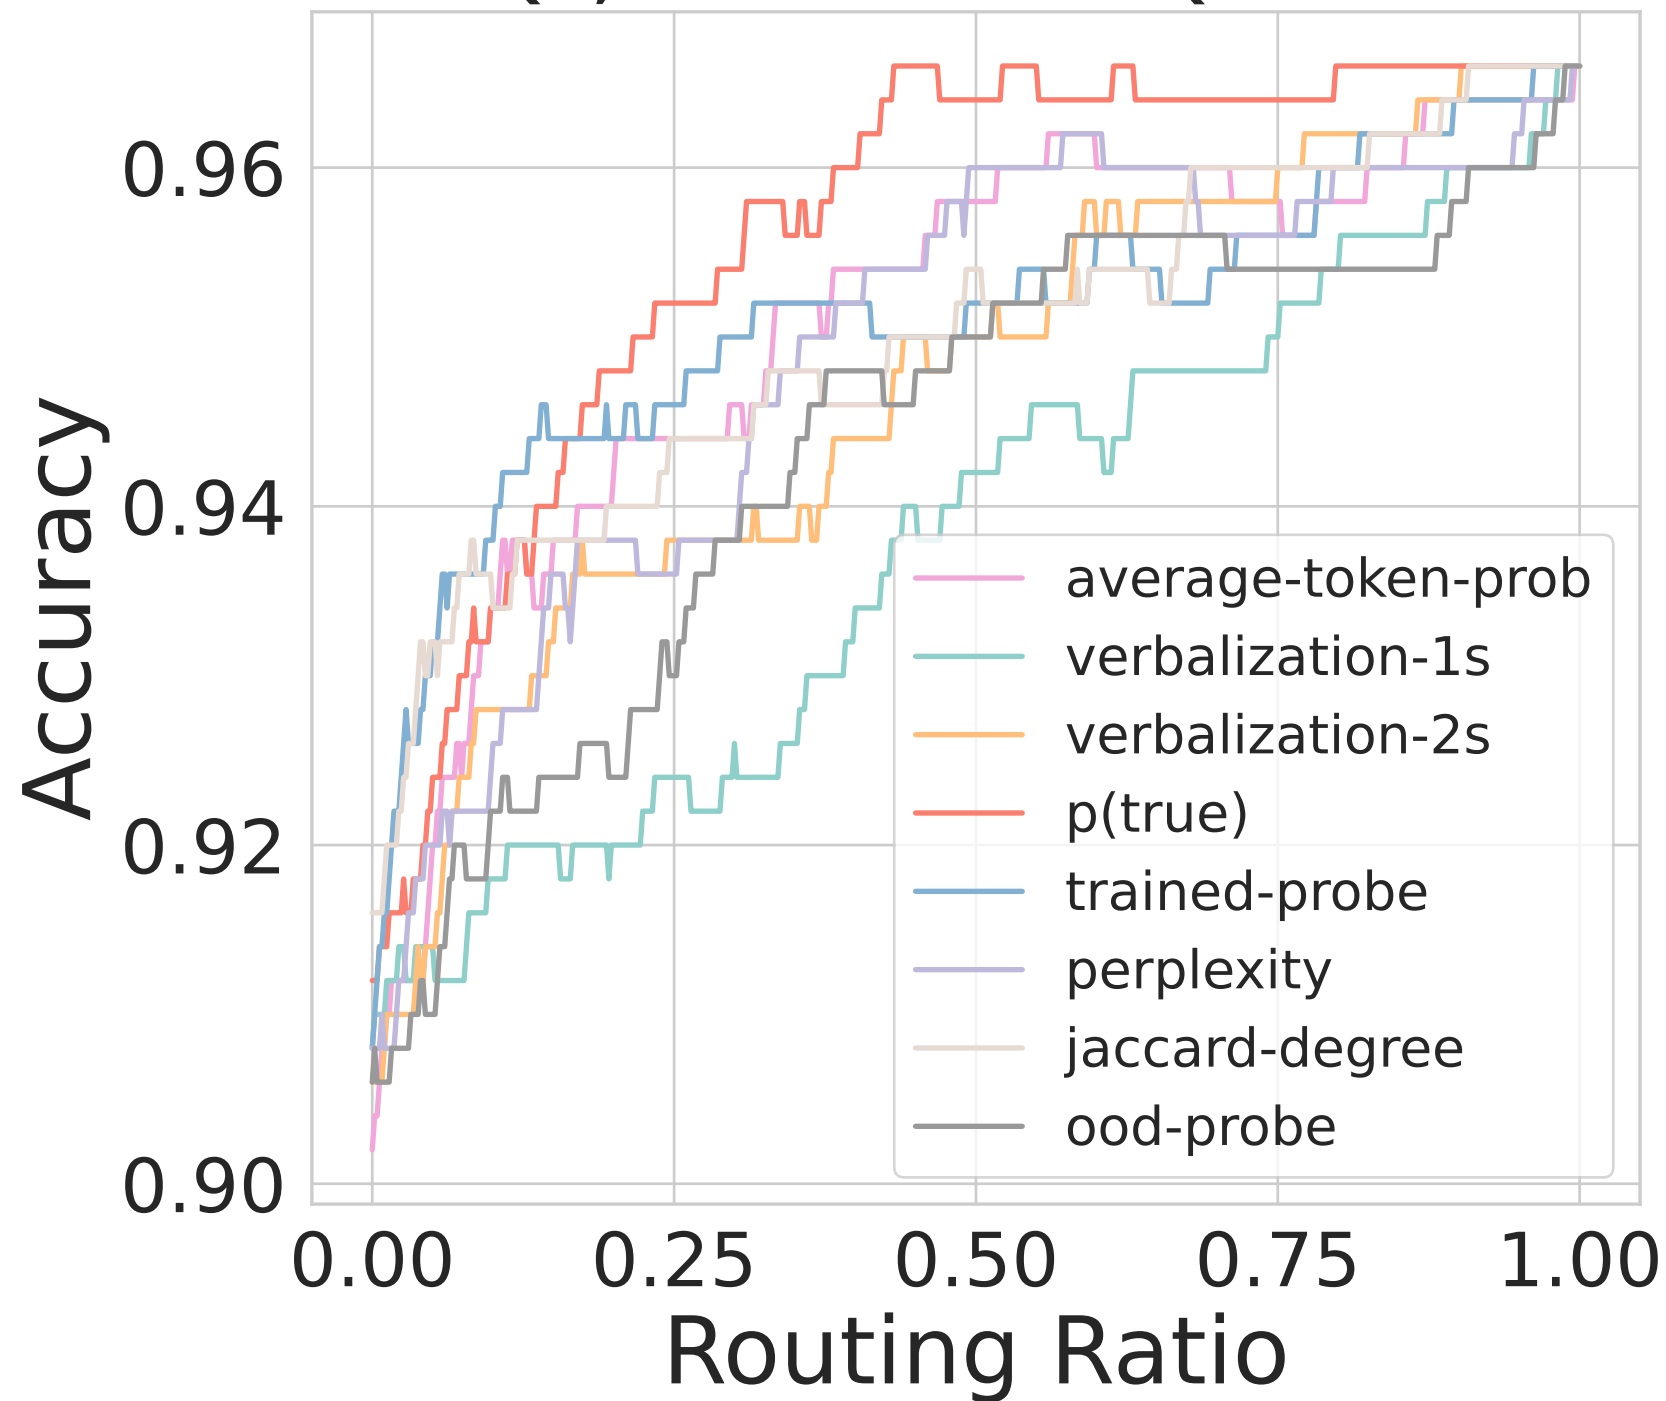 Accuracy
0.96
0.94
0.92
0.90
average-token-prob
verbalization-1s
verbalization-2s
p(true)
trained-probe
perplexity
jaccard-degree
ood-probe
0.00 0.25 0.50 0.75 1.00
Routing Ratio